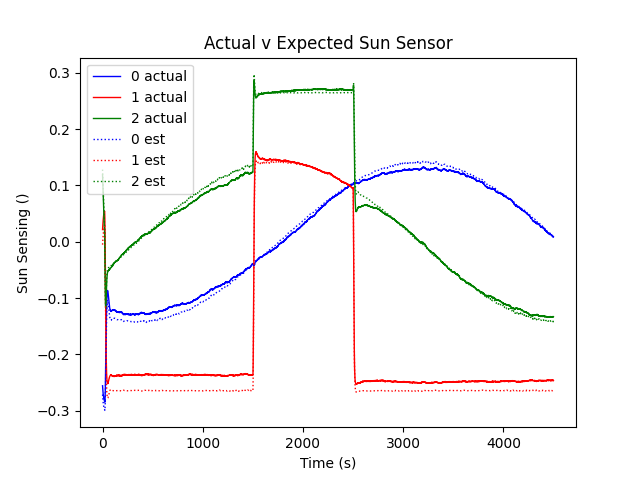 Actual v Expected Sun Sensor
0 actual
1 actual
2 actual
0 est
1 est
2 est
Sun Sensing ()
0.3
0.2
0.1
0.0
−0.1
−0.2
−0.3
0 1000 2000 3000 4000
Time (s)